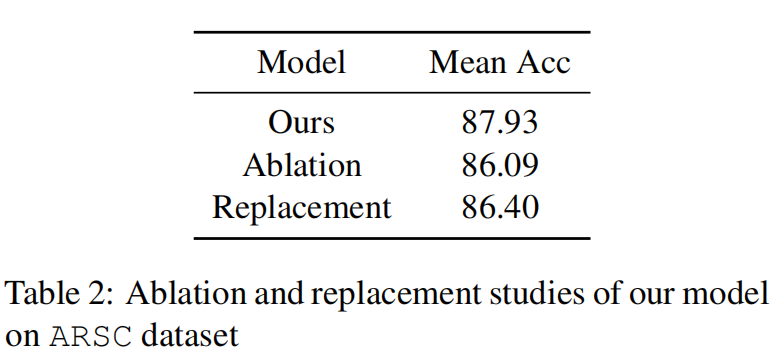 Model Mean Acc
Ours 87.93
Ablation 86.09
Replacement 86.40
Table 2: Ablation and replacement studies of our model
on ARSC dataset